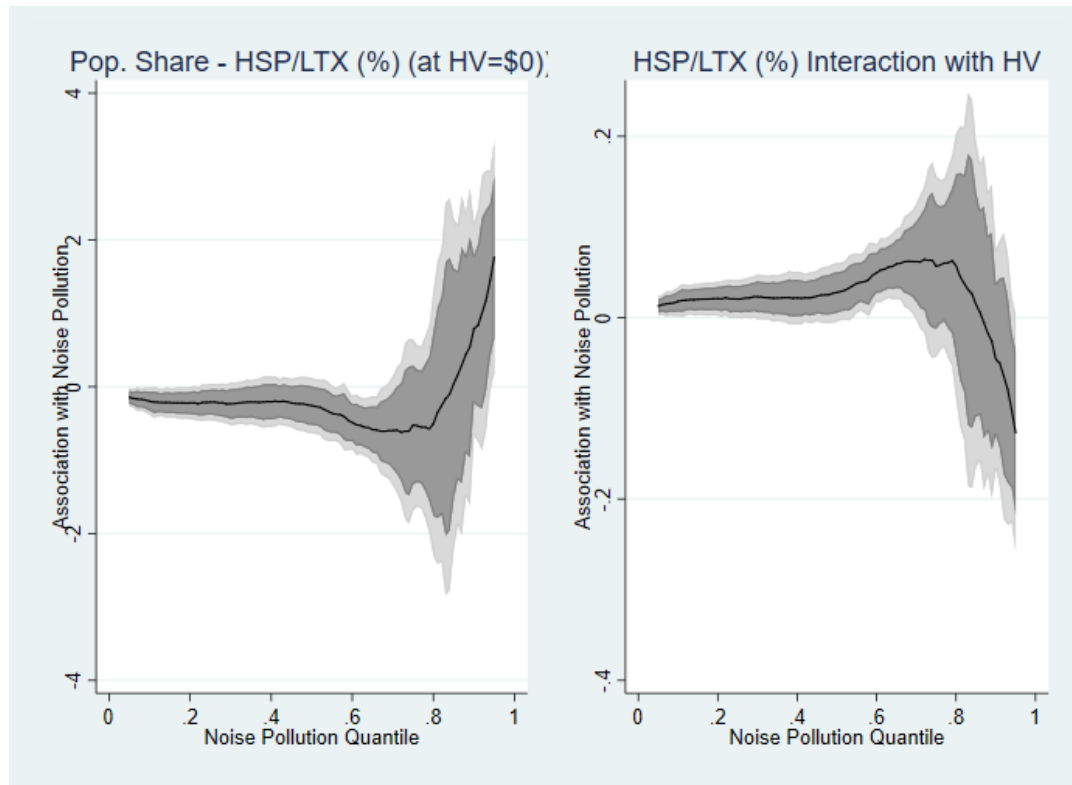 Pop. Share - HSP/LTX (%) (at HV=$0))
Association with Noise Pollution
4
2
0
-2
-4
0 .2 .4 .6 .8 1
Noise Pollution Quantile
HSP/LTX (%) Interaction with HV
Association with Noise Pollution
.2
0
-.2
-.4
0 .2 .4 .6 .8 1
Noise Pollution Quantile